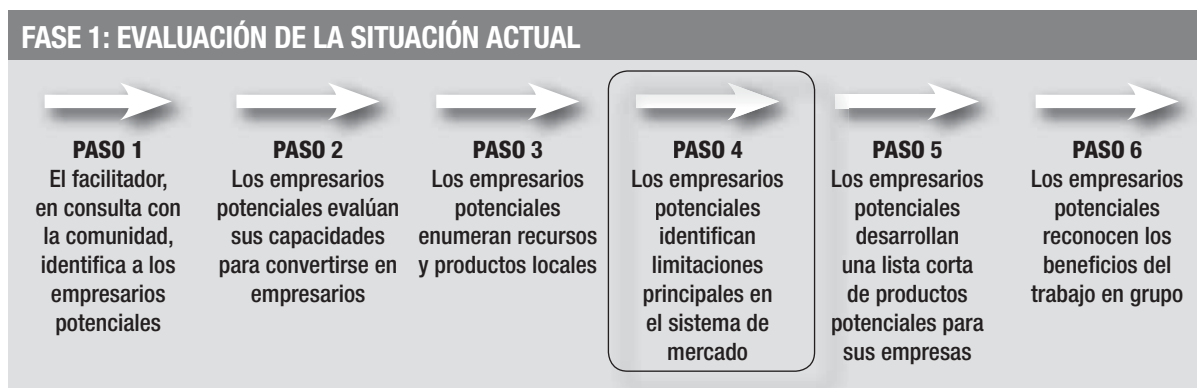 FASE 1: EVALUACIÓN DE LA SITUACIÓN ACTUAL
PASO 1
El facilitador,
en consulta con
la comunidad,
identifica a los
empresarios
potenciales
PASO 2
Los empresarios
potenciales evalúan
sus capacidades
para convertirse en
empresarios
PASO 3
Los empresarios
potenciales
enumeran recursos
y productos locales
PASO 4
Los empresarios
potenciales
identifican
limitaciones
principales en
el sistema de
mercado
PASO 5
Los empresarios
potenciales
desarrollan
una lista corta
de productos
potenciales para
sus empresas
PASO 6
Los empresarios
potenciales
reconocen los
beneficios del
trabajo en grupo